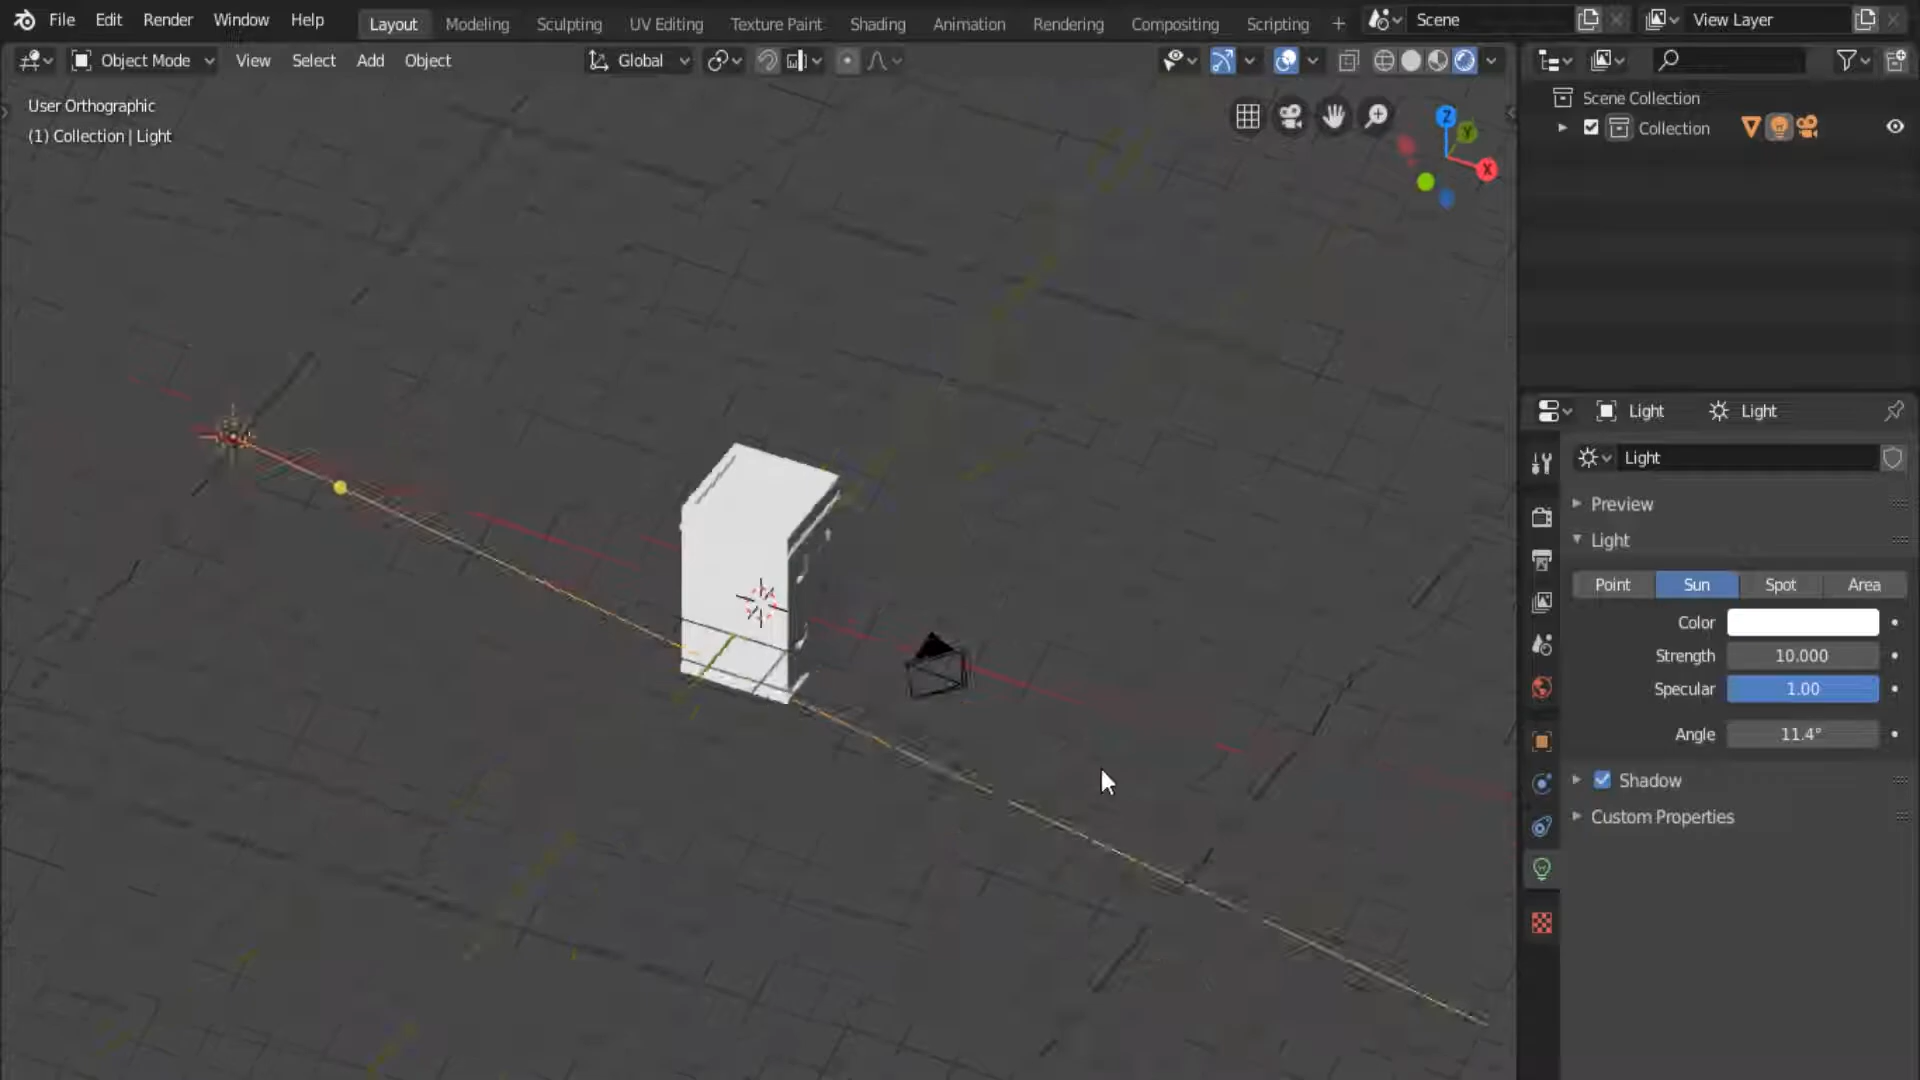 File Edit Render Window Help
Layout Modeling Sculpting UV Editing Texture Paint Shading Animation Rendering Compositing Scripting +
Scene
View Layer
Object Mode View Select Add Object
Global
User Orthographic
(1) Collection | Light
Z
Y
X
Scene Collection
Collection
Light Light
Light
Preview
Light
Point Sun Spot Area
Color
Strength 10.000
Specular 1.00
Angle 11.4°
Shadow
Custom Properties